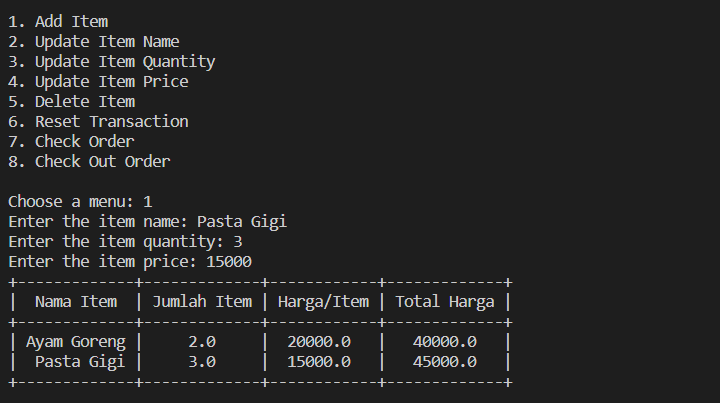 1. Add Item
2. Update Item Name
3. Update Item Quantity
4. Update Item Price
5. Delete Item
6. Reset Transaction
7. Check Order
8. Check Out Order
Choose a menu: 1
Enter the item name: Pasta Gigi
Enter the item quantity: 3
Enter the item price: 15000
+-------------+-------------+------------+-------------+
|  Nama Item  | Jumlah Item | Harga/Item | Total Harga |
+-------------+-------------+------------+-------------+
| Ayam Goreng |     2.0     |  20000.0   |   40000.0   |
|  Pasta Gigi |     3.0     |  15000.0   |   45000.0   |
+-------------+-------------+------------+-------------+